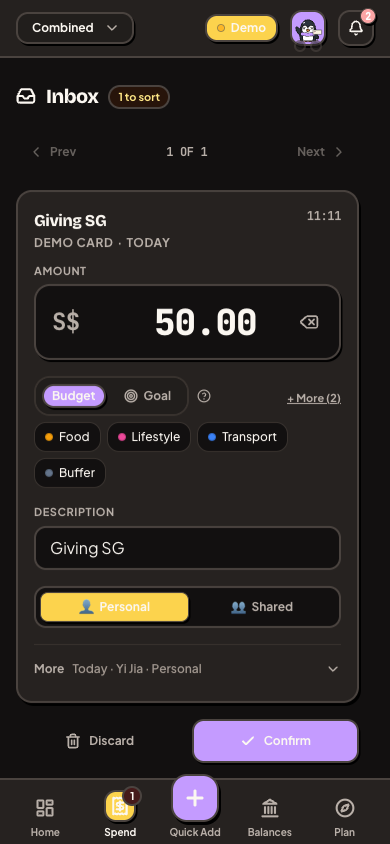 Combined
Demo
2
Inbox
1 to sort
Prev
1 OF 1
Next
Giving SG
11:11
DEMO CARD · TODAY
AMOUNT
S$
50.00
Budget
Goal
+ More (2)
Food
Lifestyle
Transport
Buffer
DESCRIPTION
Giving SG
Personal
Shared
More Today · Yi Jia · Personal
Discard
Confirm
1
Home
Spend
Quick Add
Balances
Plan